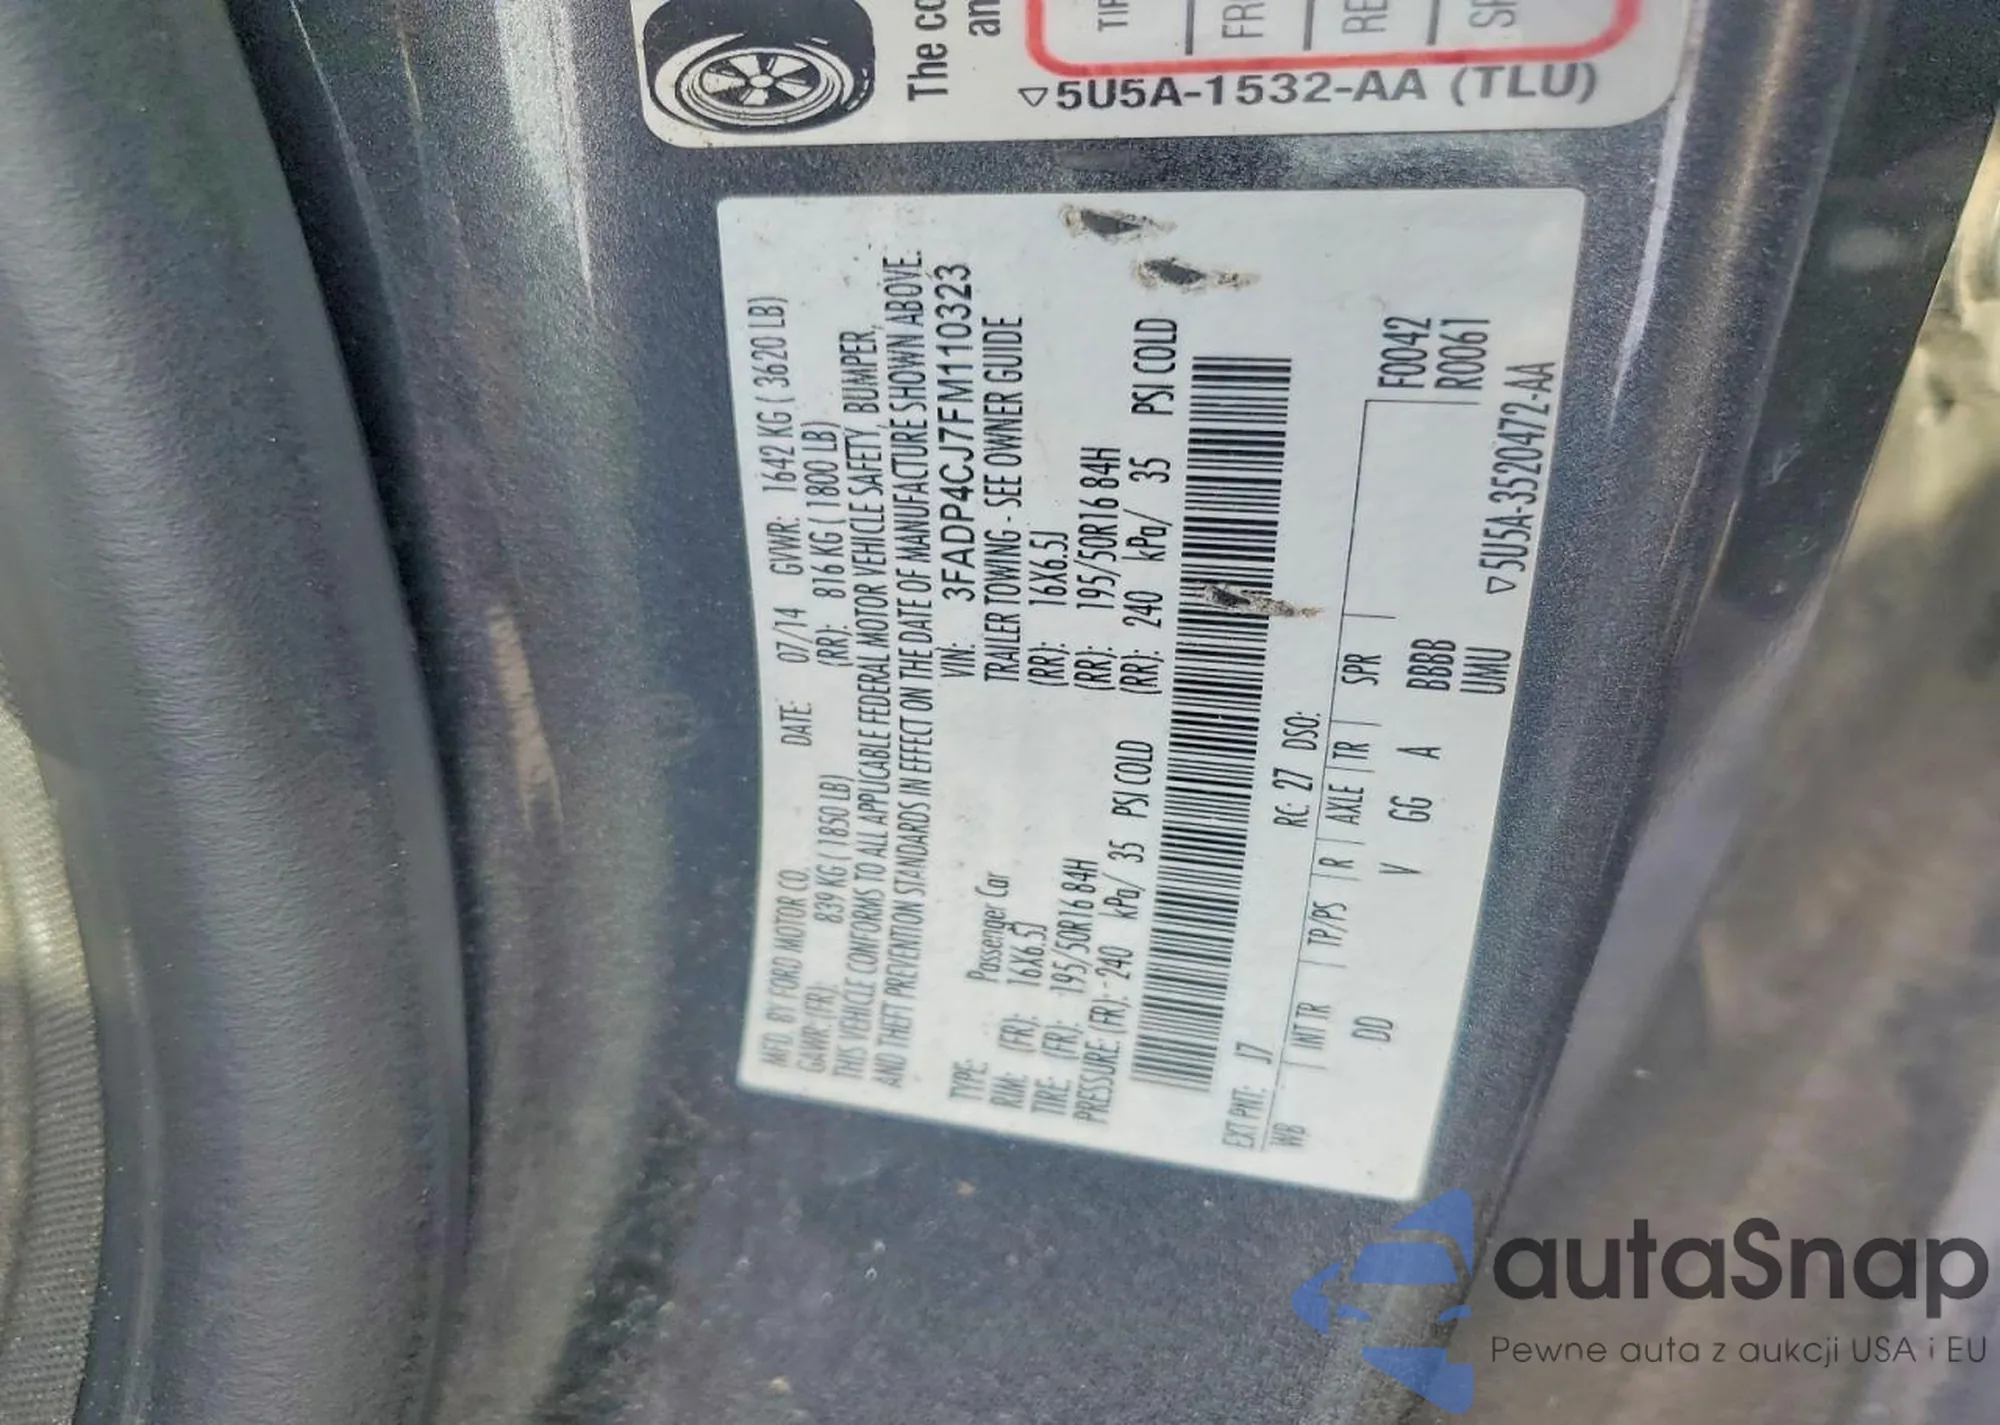 The co
an
TIR
FR
RE
SP
▽5U5A-1532-AA (TLU)
MFD. BY FORD MOTOR CO. DATE: 07/14 GVWR: 1642 KG ( 3620 LB)
GAWR: (FR): 839 KG ( 1850 LB) (RR): 816 KG ( 1800 LB)
THIS VEHICLE CONFORMS TO ALL APPLICABLE FEDERAL MOTOR VEHICLE SAFETY, BUMPER,
AND THEFT PREVENTION STANDARDS IN EFFECT ON THE DATE OF MANUFACTURE SHOWN ABOVE.
VIN: 3FADP4CJ7FM110323
TYPE: Passenger Car TRAILER TOWING - SEE OWNER GUIDE
RIM: (FR): 16X6.5J (RR): 16X6.5J
TIRE: (FR): 195/50R16 84H (RR): 195/50R16 84H
PRESSURE: (FR): 240 kPa/ 35 PSI COLD (RR): 240 kPa/ 35 PSI COLD
EXT PNT: J7 RC: 27 DSO:
WB | INT TR | TP/PS | R | AXLE | TR | SPR | F0042
DD V GG A BBBB R0061
UMU
▽5U5A-3520472-AA
autaSnap
Pewne auta z aukcji USA i EU